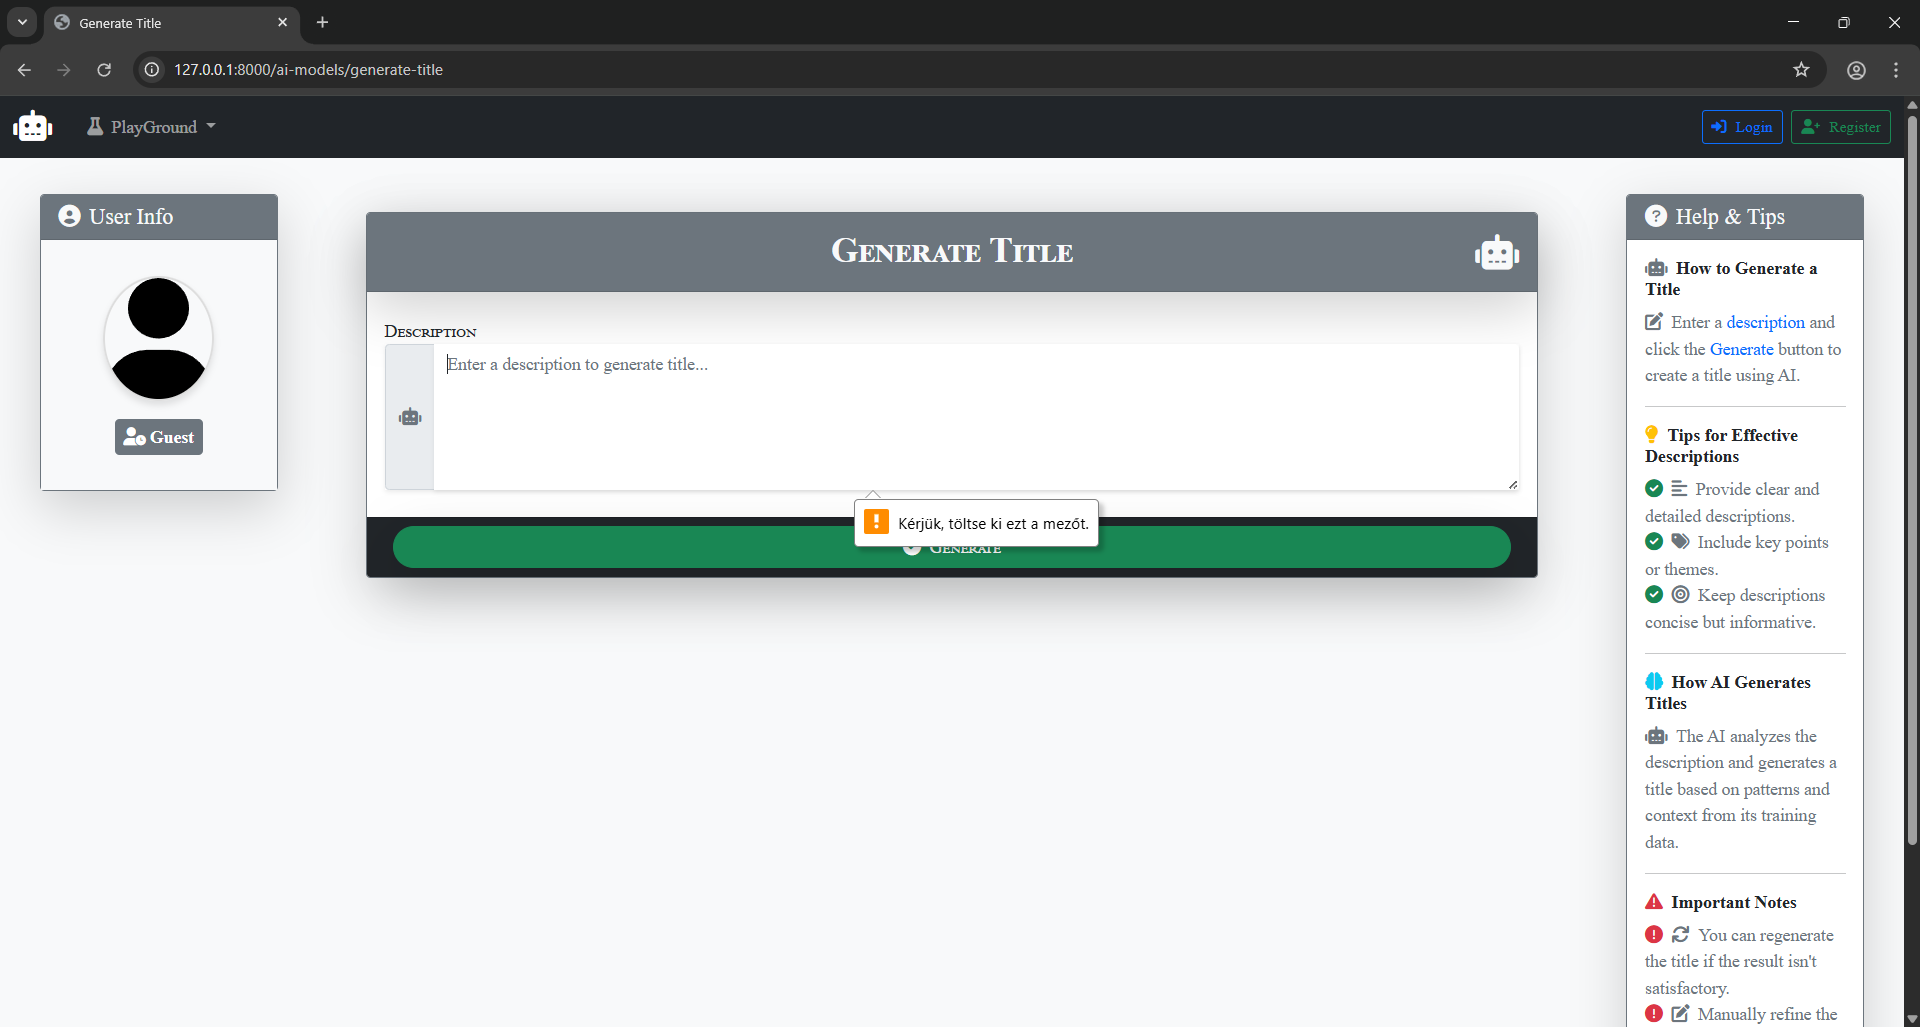 Generate Title
127.0.0.1:8000/ai-models/generate-title
PlayGround
Login
Register
User Info
Guest
Generate Title
Description
Enter a description to generate title...
Kérjük, töltse ki ezt a mezőt.
Generate
Help & Tips
How to Generate a
Title
Enter a description and
click the Generate button to
create a title using AI.
Tips for Effective
Descriptions
Provide clear and
detailed descriptions.
Include key points
or themes.
Keep descriptions
concise but informative.
How AI Generates
Titles
The AI analyzes the
description and generates a
title based on patterns and
context from its training
data.
Important Notes
You can regenerate
the title if the result isn't
satisfactory.
Manually refine the